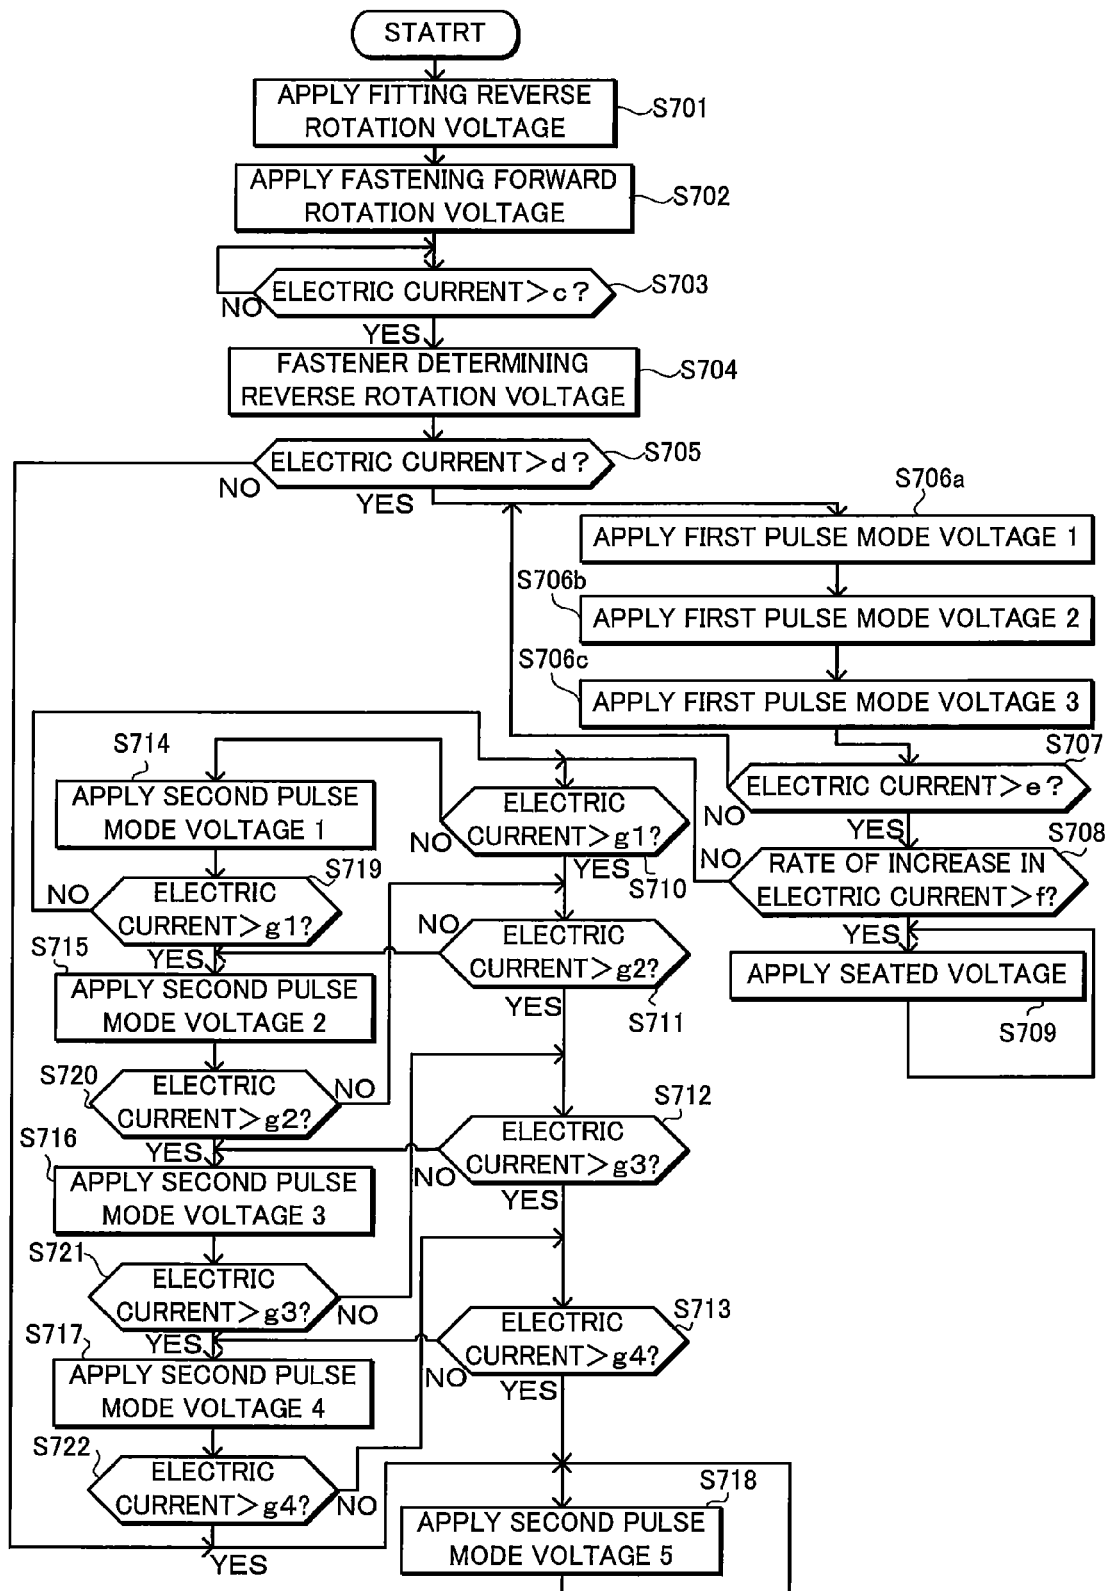 STATRT
APPLY FITTING REVERSE
ROTATION VOLTAGE
S701
APPLY FASTENING FORWARD
ROTATION VOLTAGE
S702
ELECTRIC CURRENT>c?
S703
NO
YES
FASTENER DETERMINING
REVERSE ROTATION VOLTAGE
S704
ELECTRIC CURRENT>d?
S705
NO
YES
S706a
APPLY FIRST PULSE MODE VOLTAGE 1
S706b
APPLY FIRST PULSE MODE VOLTAGE 2
S706c
APPLY FIRST PULSE MODE VOLTAGE 3
S707
ELECTRIC CURRENT>e?
NO
YES
S708
RATE OF INCREASE IN
ELECTRIC CURRENT>f?
NO
YES
APPLY SEATED VOLTAGE
S709
ELECTRIC
CURRENT>g1?
NO
YES
S710
S714
APPLY SECOND PULSE
MODE VOLTAGE 1
S719
ELECTRIC
CURRENT>g1?
NO
YES
ELECTRIC
CURRENT>g2?
NO
YES
S711
S715
APPLY SECOND PULSE
MODE VOLTAGE 2
S720
ELECTRIC
CURRENT>g2?
NO
YES
S712
ELECTRIC
CURRENT>g3?
NO
YES
S716
APPLY SECOND PULSE
MODE VOLTAGE 3
S721
ELECTRIC
CURRENT>g3?
NO
YES
S713
ELECTRIC
CURRENT>g4?
NO
YES
S717
APPLY SECOND PULSE
MODE VOLTAGE 4
S722
ELECTRIC
CURRENT>g4?
NO
YES
S718
APPLY SECOND PULSE
MODE VOLTAGE 5